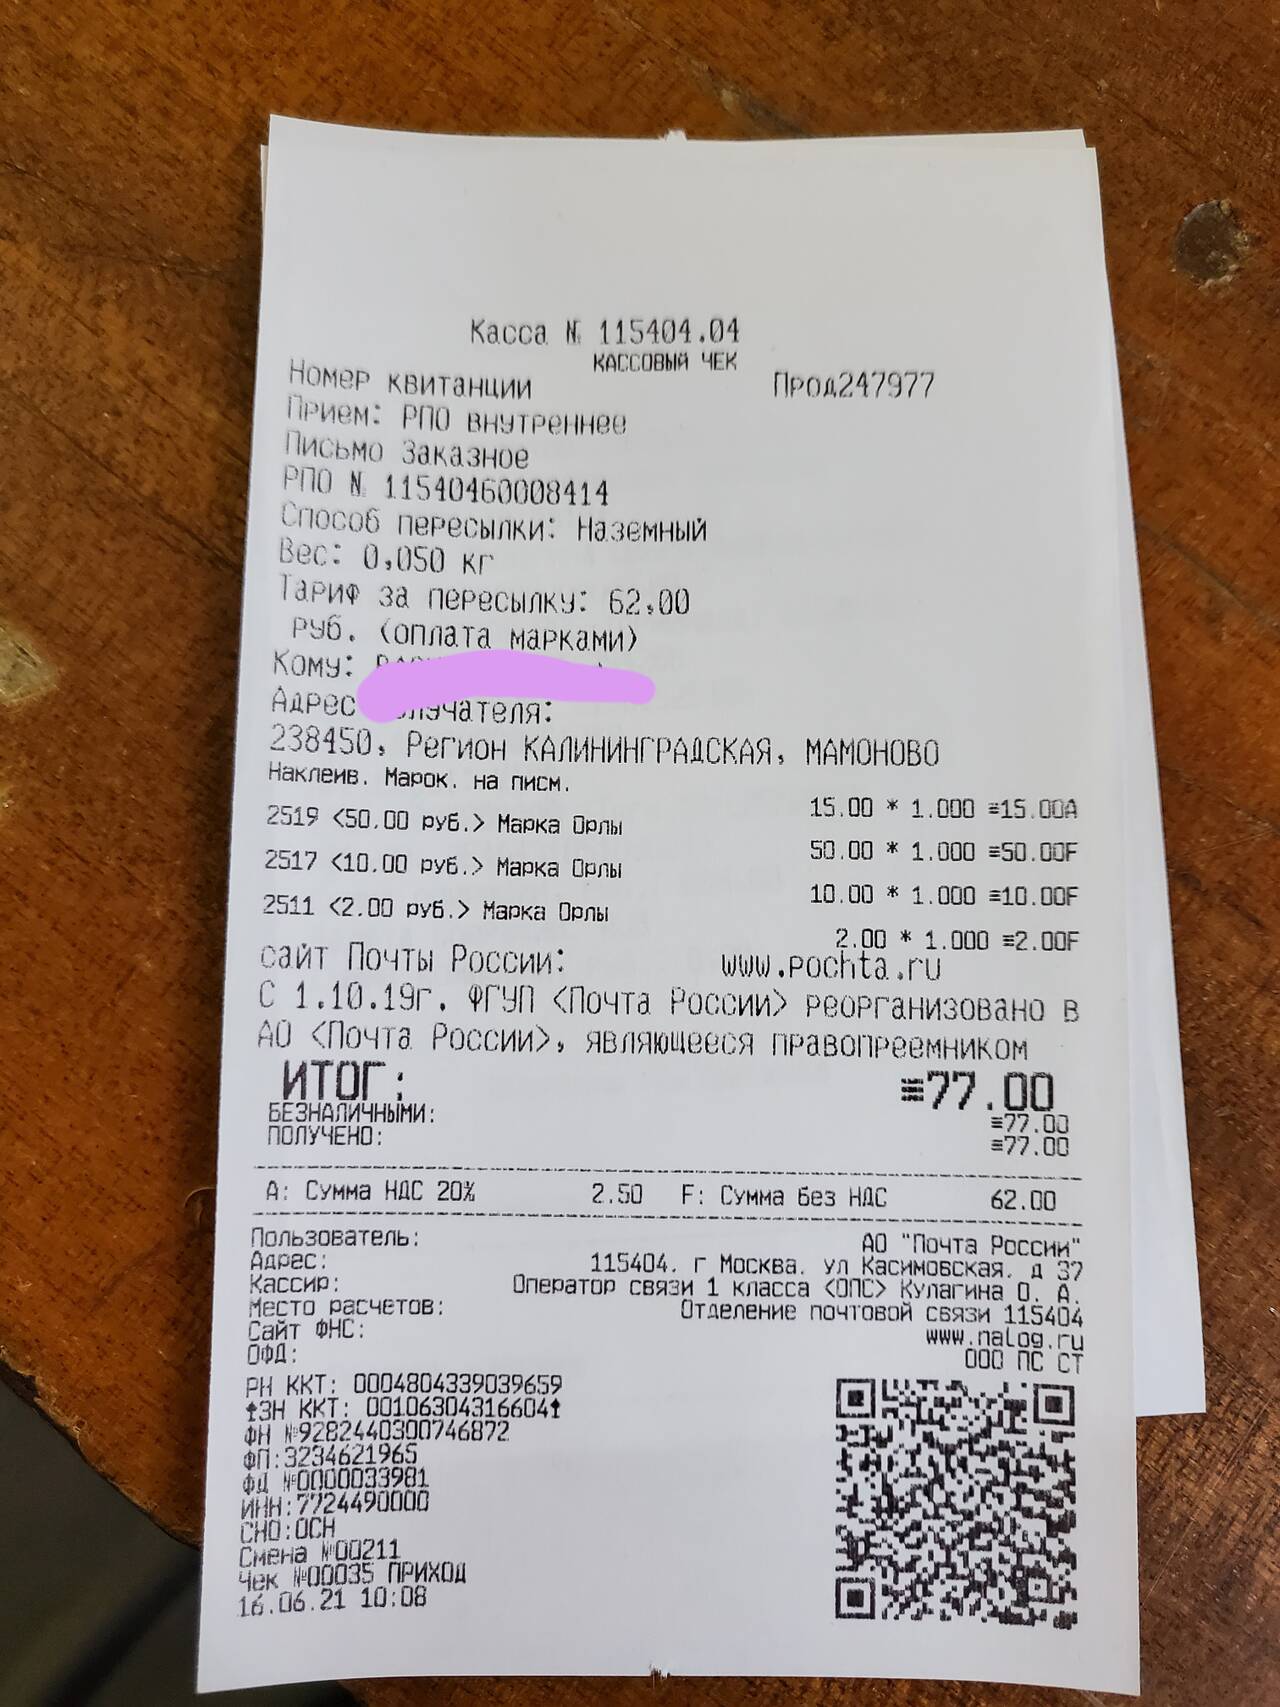 Касса № 115404.04
КАССОВЫЙ ЧЕК
Номер квитанции Прод247977
Прием: РПО внутреннее
Письмо Заказное
РПО № 11540460008414
Способ пересылки: Наземный
Вес: 0,050 кг
Тариф за пересылку: 62,00
руб. (оплата марками)
Кому:
Адрес получателя:
238450, Регион КАЛИНИНГРАДСКАЯ, МАМОНОВО
Наклеив. Марок. на писм.
15.00 * 1.000 ≡15.00А
2519 <50.00 руб.> Марка Орлы
50.00 * 1.000 ≡50.00F
2517 <10.00 руб.> Марка Орлы
10.00 * 1.000 ≡10.00F
2511 <2.00 руб.> Марка Орлы
2.00 * 1.000 ≡2.00F
сайт Почты России: www.pochta.ru
С 1.10.19г. ФГУП <Почта России> реорганизовано в
АО <Почта России>, являющееся правопреемником
ИТОГ: ≡77.00
БЕЗНАЛИЧНЫМИ: ≡77.00
ПОЛУЧЕНО: ≡77.00
А: Сумма НДС 20% 2.50 F: Сумма без НДС 62.00
Пользователь: АО "Почта России"
Адрес: 115404. г Москва. ул Касимовская. д 37
Кассир: Оператор связи 1 класса <ОПС> Кулагина О. А.
Место расчетов: Отделение почтовой связи 115404
Сайт ФНС: www.nalog.ru
ОФД: ООО ПС СТ
РН ККТ: 0004804339039659
↑ЗН ККТ: 00106304316604↑
ФН №9282440300746872
ФП:3234621965
ФД №0000033981
ИНН:7724490000
СНО:ОСН
Смена №00211
Чек №00035 ПРИХОД
16.06.21 10:08